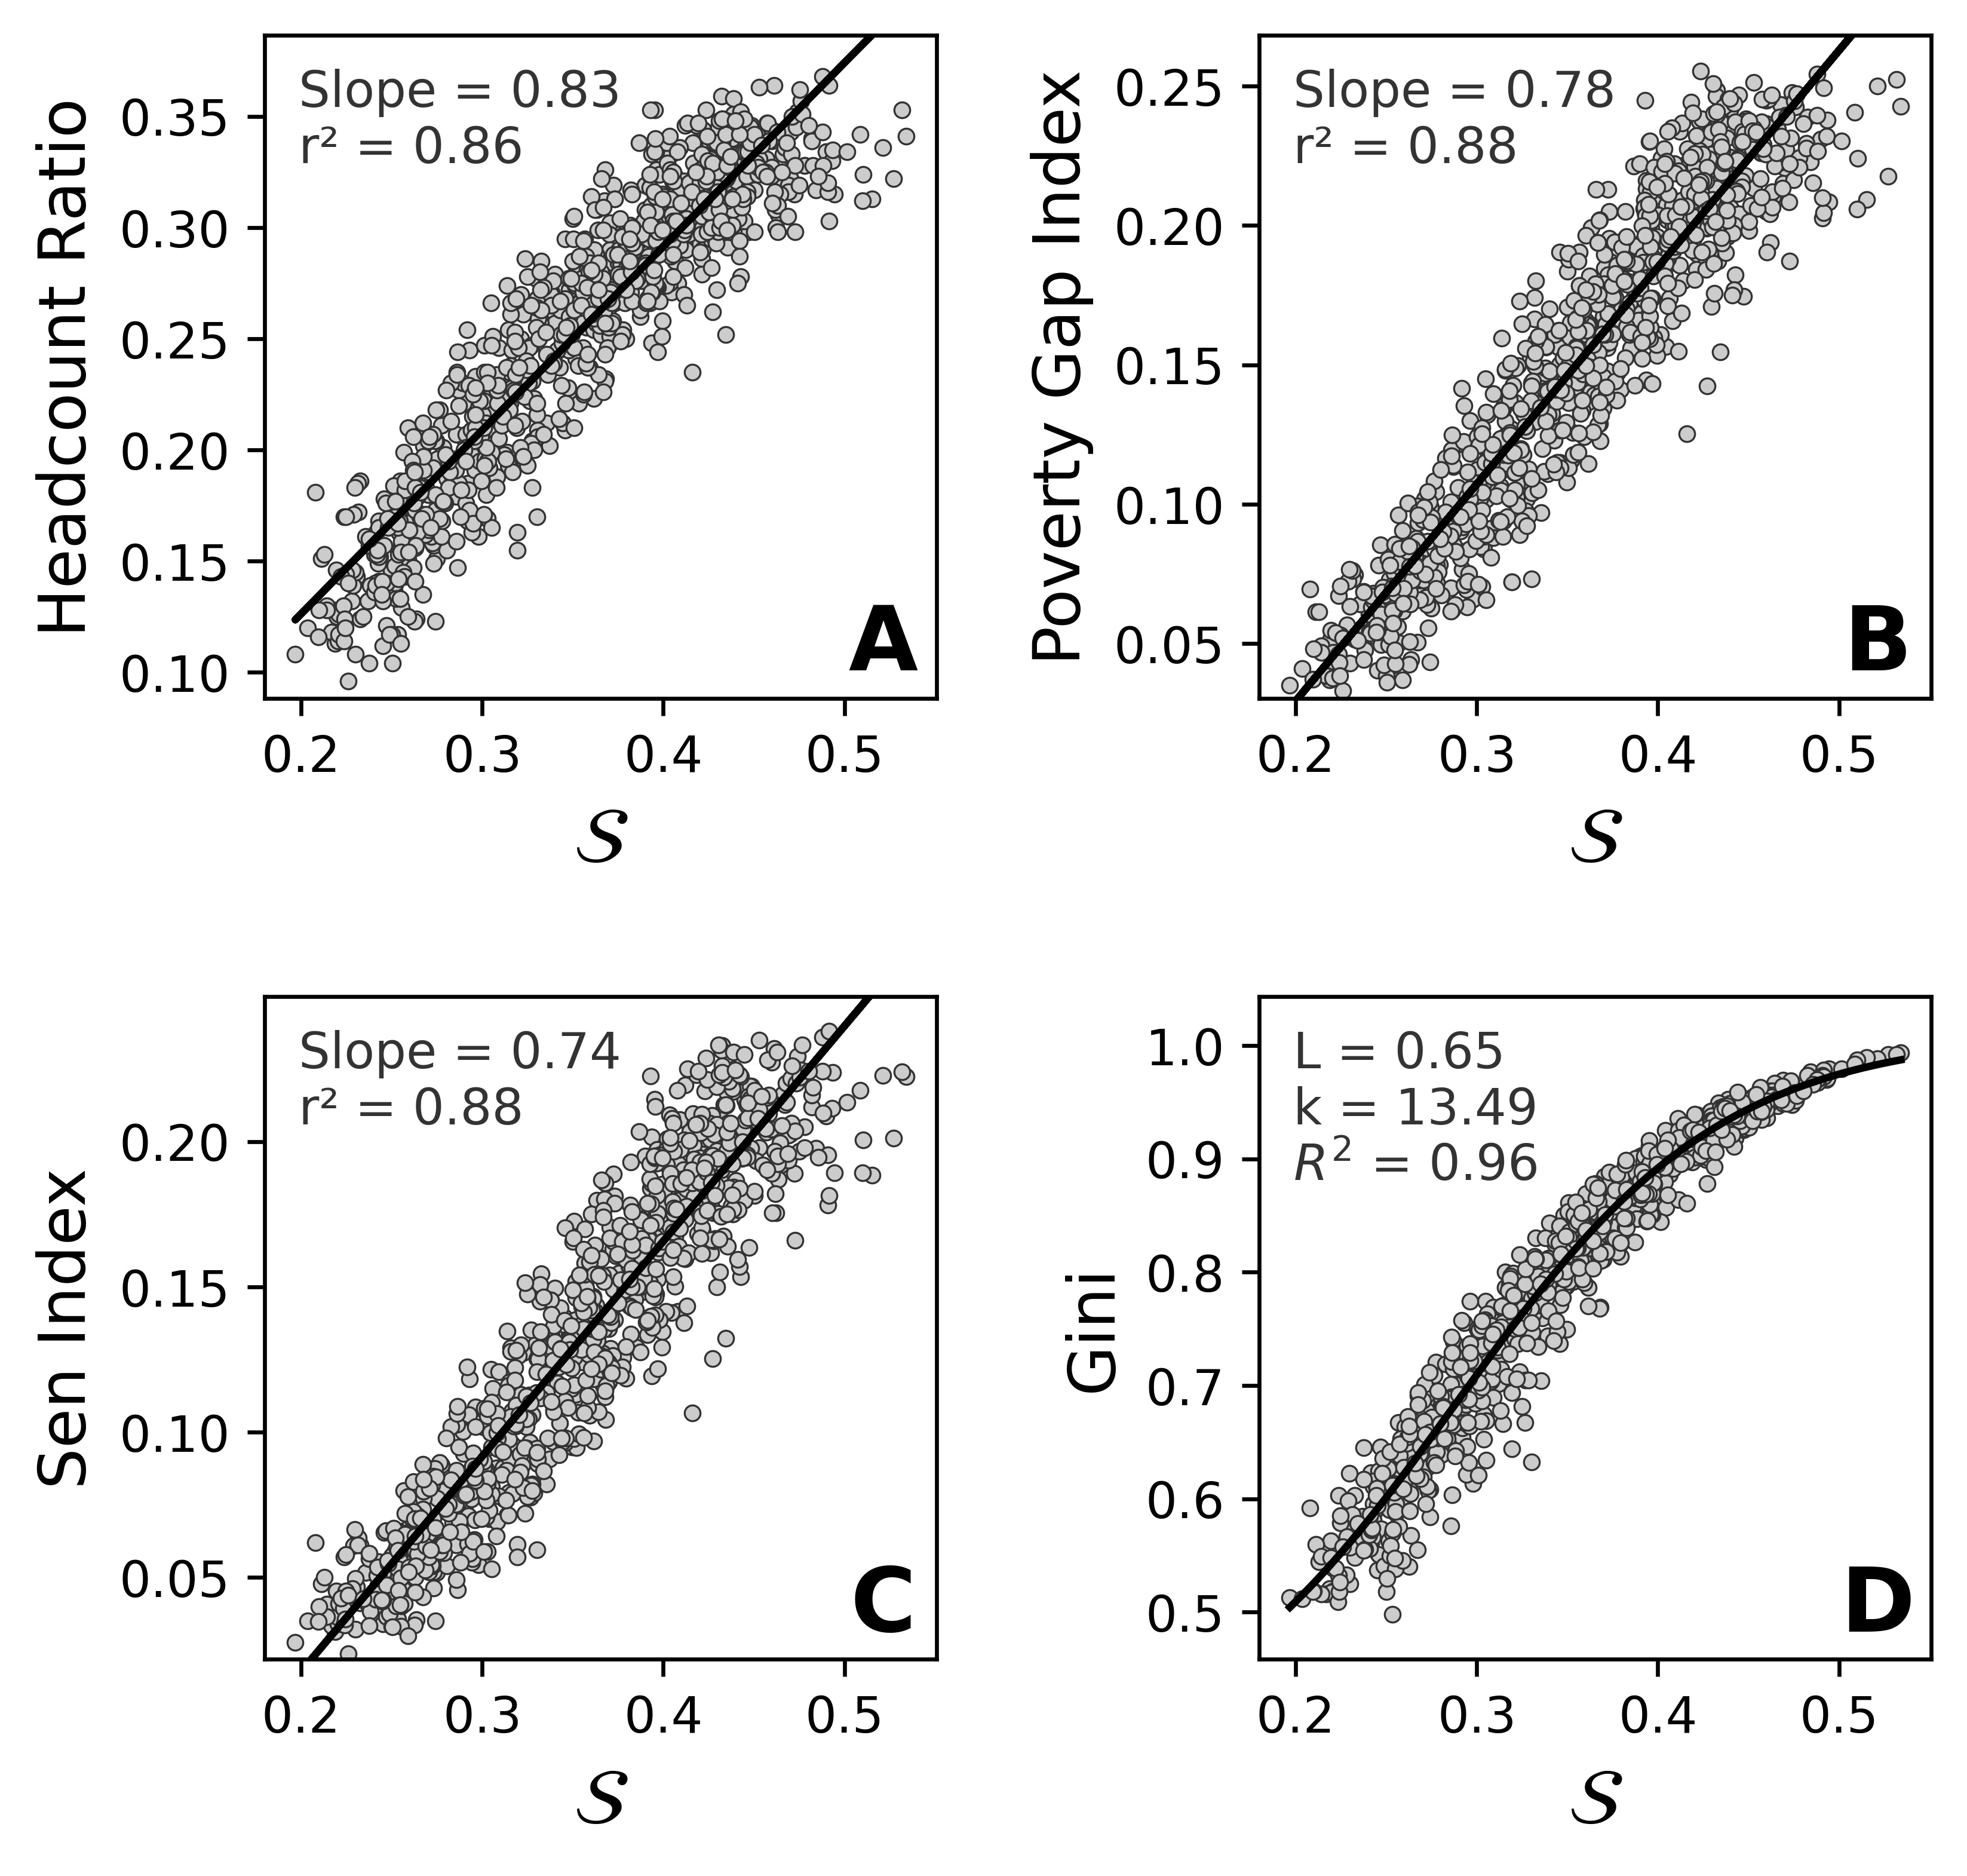 Headcount Ratio
0.35
0.30
0.25
0.20
0.15
0.10
Slope = 0.83
r² = 0.86
A
0.2 0.3 0.4 0.5
𝒮
Poverty Gap Index
0.25
0.20
0.15
0.10
0.05
Slope = 0.78
r² = 0.88
B
0.2 0.3 0.4 0.5
𝒮
Sen Index
0.20
0.15
0.10
0.05
Slope = 0.74
r² = 0.88
C
0.2 0.3 0.4 0.5
𝒮
Gini
1.0
0.9
0.8
0.7
0.6
0.5
L = 0.65
k = 13.49
R² = 0.96
D
0.2 0.3 0.4 0.5
𝒮